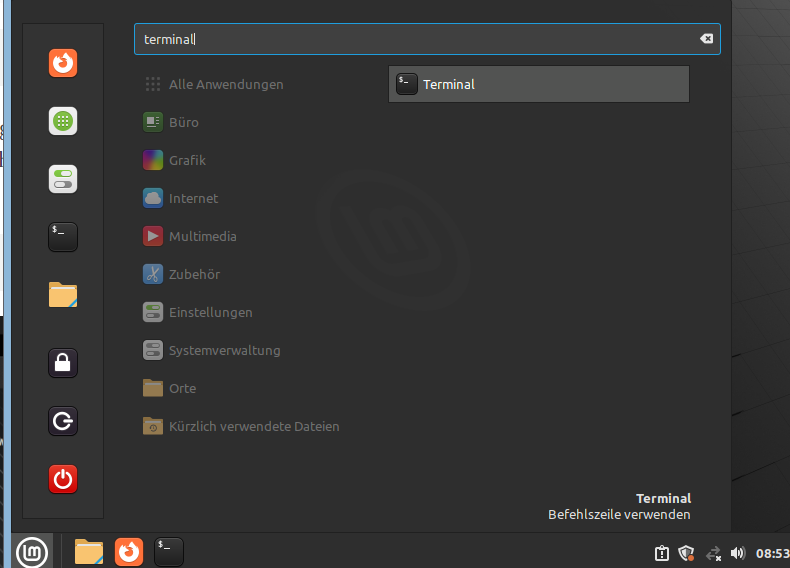 terminal
Alle Anwendungen
Terminal
Büro
Grafik
Internet
Multimedia
Zubehör
Einstellungen
Systemverwaltung
Orte
Kürzlich verwendete Dateien
Terminal
Befehlszeile verwenden
08:53